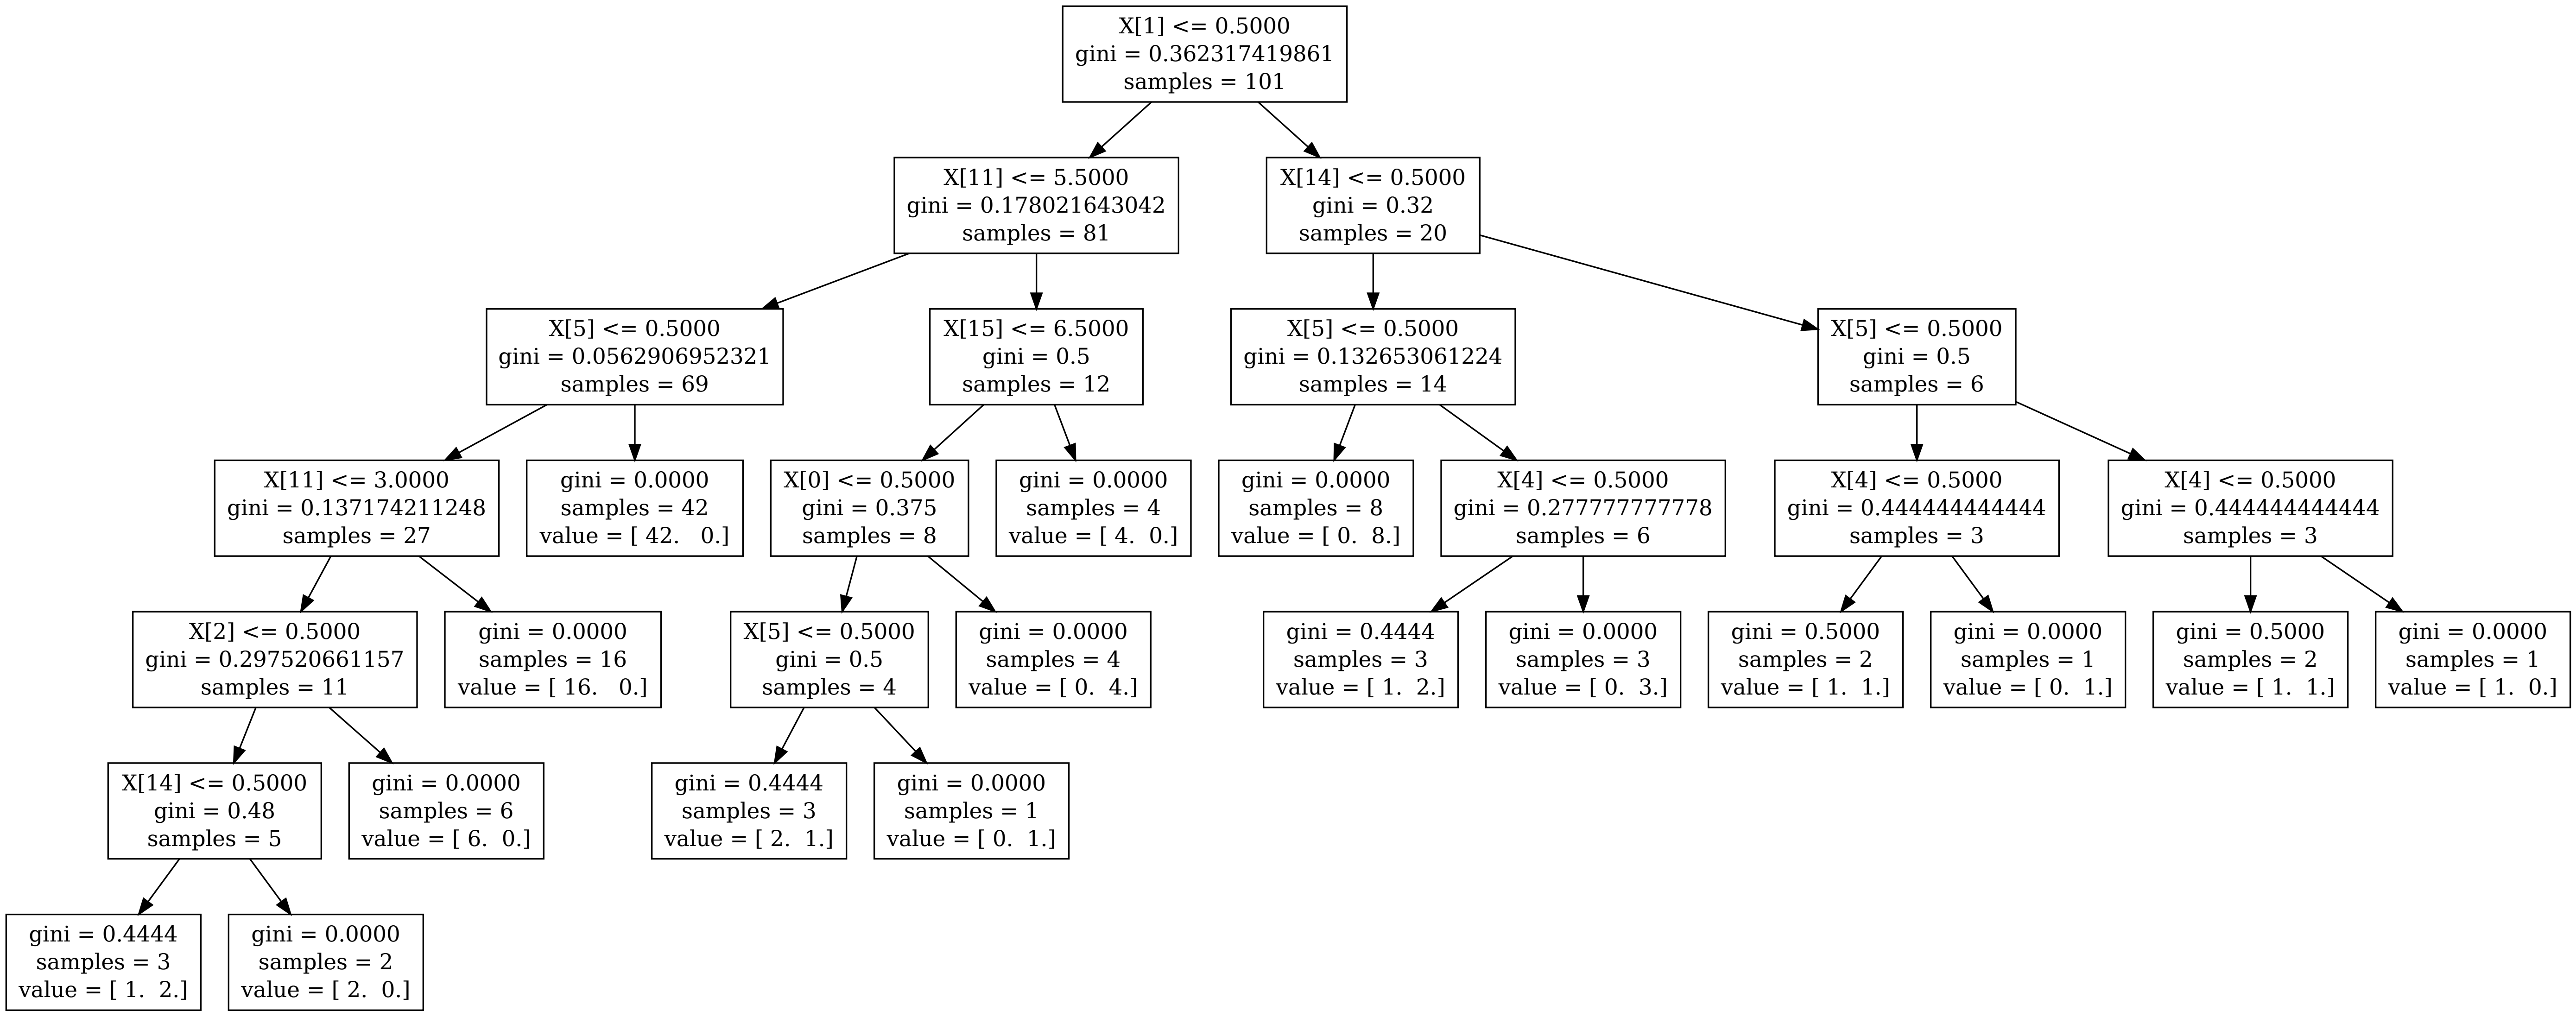 X[1] <= 0.5000
gini = 0.362317419861
samples = 101
X[11] <= 5.5000
gini = 0.178021643042
samples = 81
X[14] <= 0.5000
gini = 0.32
samples = 20
X[5] <= 0.5000
gini = 0.0562906952321
samples = 69
X[15] <= 6.5000
gini = 0.5
samples = 12
X[5] <= 0.5000
gini = 0.132653061224
samples = 14
X[5] <= 0.5000
gini = 0.5
samples = 6
X[11] <= 3.0000
gini = 0.137174211248
samples = 27
gini = 0.0000
samples = 42
value = [ 42.   0.]
X[0] <= 0.5000
gini = 0.375
samples = 8
gini = 0.0000
samples = 4
value = [ 4.  0.]
gini = 0.0000
samples = 8
value = [ 0.  8.]
X[4] <= 0.5000
gini = 0.277777777778
samples = 6
X[4] <= 0.5000
gini = 0.444444444444
samples = 3
X[4] <= 0.5000
gini = 0.444444444444
samples = 3
X[2] <= 0.5000
gini = 0.297520661157
samples = 11
gini = 0.0000
samples = 16
value = [ 16.   0.]
X[5] <= 0.5000
gini = 0.5
samples = 4
gini = 0.0000
samples = 4
value = [ 0.  4.]
gini = 0.4444
samples = 3
value = [ 1.  2.]
gini = 0.0000
samples = 3
value = [ 0.  3.]
gini = 0.5000
samples = 2
value = [ 1.  1.]
gini = 0.0000
samples = 1
value = [ 0.  1.]
gini = 0.5000
samples = 2
value = [ 1.  1.]
gini = 0.0000
samples = 1
value = [ 1.  0.]
X[14] <= 0.5000
gini = 0.48
samples = 5
gini = 0.0000
samples = 6
value = [ 6.  0.]
gini = 0.4444
samples = 3
value = [ 2.  1.]
gini = 0.0000
samples = 1
value = [ 0.  1.]
gini = 0.4444
samples = 3
value = [ 1.  2.]
gini = 0.0000
samples = 2
value = [ 2.  0.]